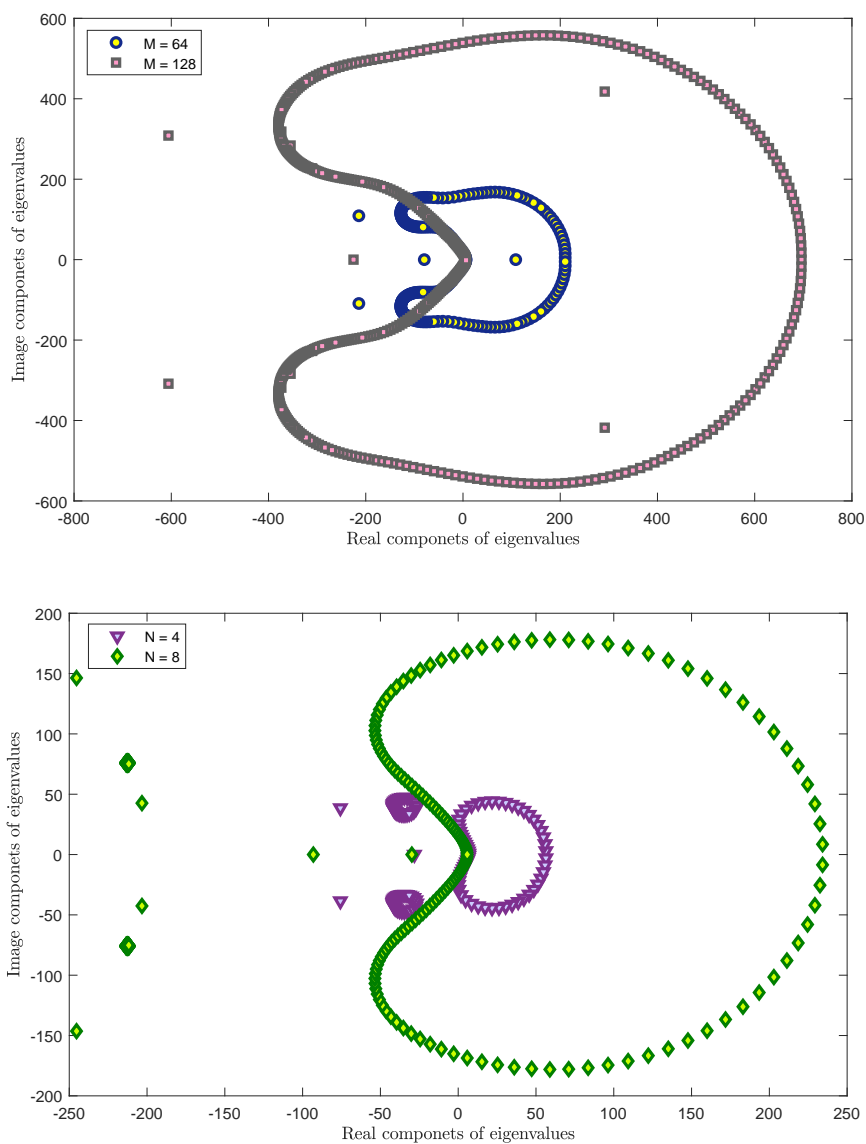 600
400
200
0
-200
-400
-600
Image components of eigenvalues
M = 64
M = 128
-800 -600 -400 -200 0 200 400 600 800
Real componets of eigenvalues
200
150
100
50
0
-50
-100
-150
-200
Image components of eigenvalues
N = 4
N = 8
-250 -200 -150 -100 -50 0 50 100 150 200 250
Real componets of eigenvalues